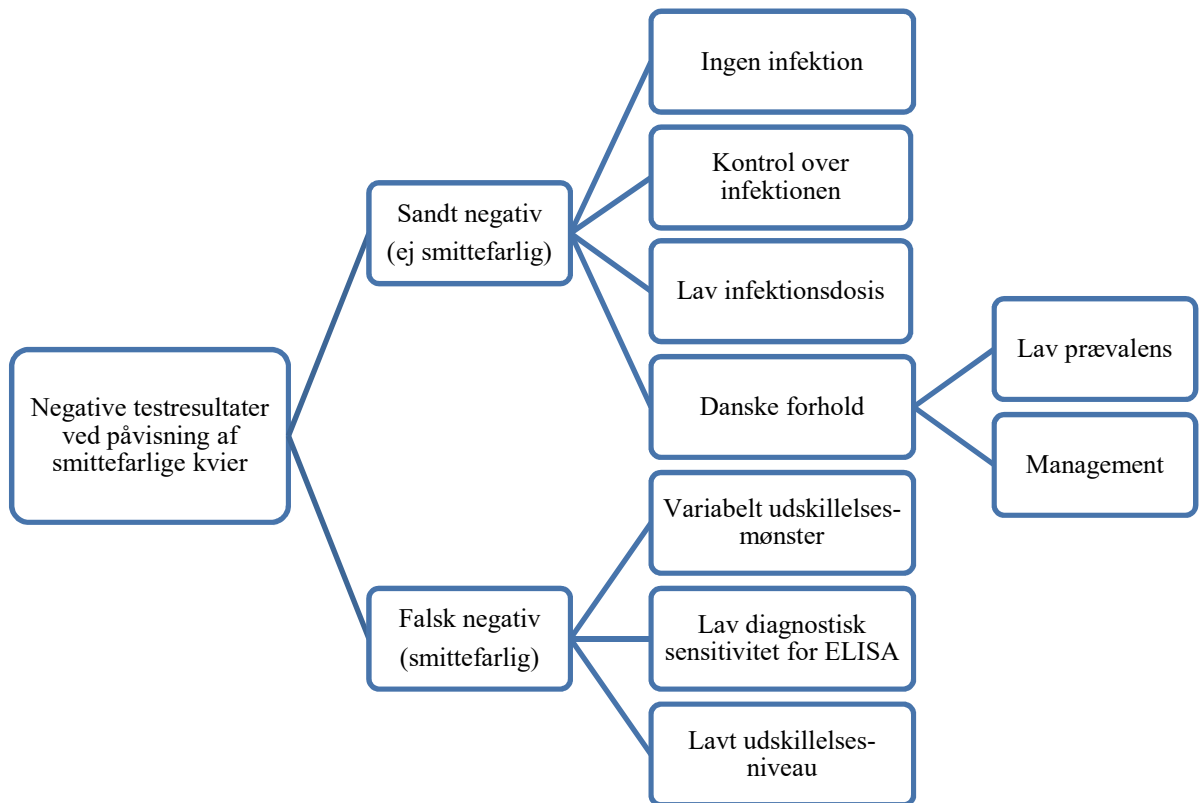 Negative testresultater
ved påvisning af
smittefarlige kvier
Sandt negativ
(ej smittefarlig)
Ingen infektion
Kontrol over
infektionen
Lav infektionsdosis
Danske forhold
Lav prævalens
Management
Falsk negativ
(smittefarlig)
Variabelt udskillelses-
mønster
Lav diagnostisk
sensitivitet for ELISA
Lavt udskillelses-
niveau